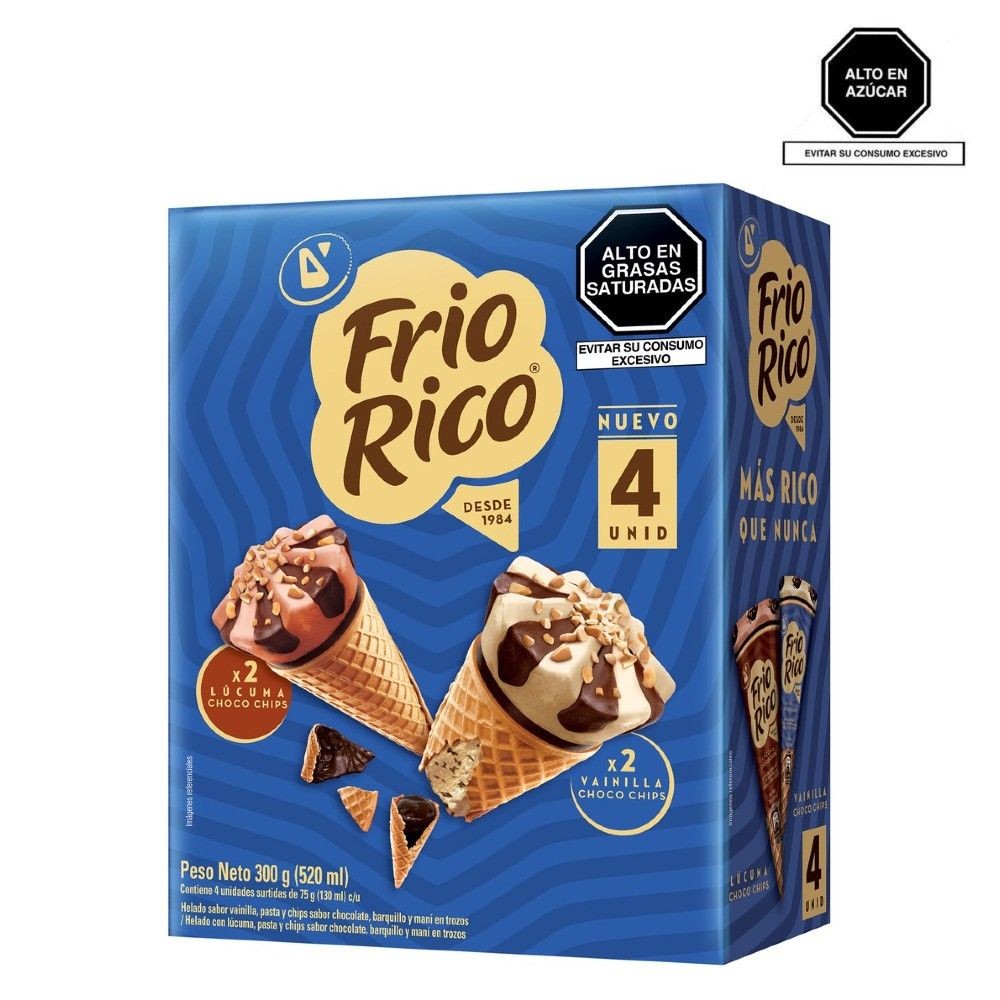 ALTO EN
AZÚCAR
EVITAR SU CONSUMO EXCESIVO
ALTO EN
GRASAS
SATURADAS
EVITAR SU CONSUMO
EXCESIVO
Frio
Rico®
DESDE
1984
NUEVO
4
UNID
x2
LÚCUMA
CHOCO CHIPS
x2
VAINILLA
CHOCO CHIPS
Imágenes referenciales
Peso Neto 300 g (520 ml)
Contiene 4 unidades surtidas de 75 g (130 ml) c/u
Helado sabor vainilla, pasta y chips sabor chocolate, barquillo y maní en trozos
/ Helado con lúcuma, pasta y chips sabor chocolate, barquillo y maní en trozos
Frio
Rico®
DESDE
1984
MÁS RICO
QUE NUNCA
Frio
Rico
Frio
Rico
Imágenes referenciales
VAINILLA
CHOCO CHIPS
LÚCUMA
CHOCO CHIPS
4
UNID